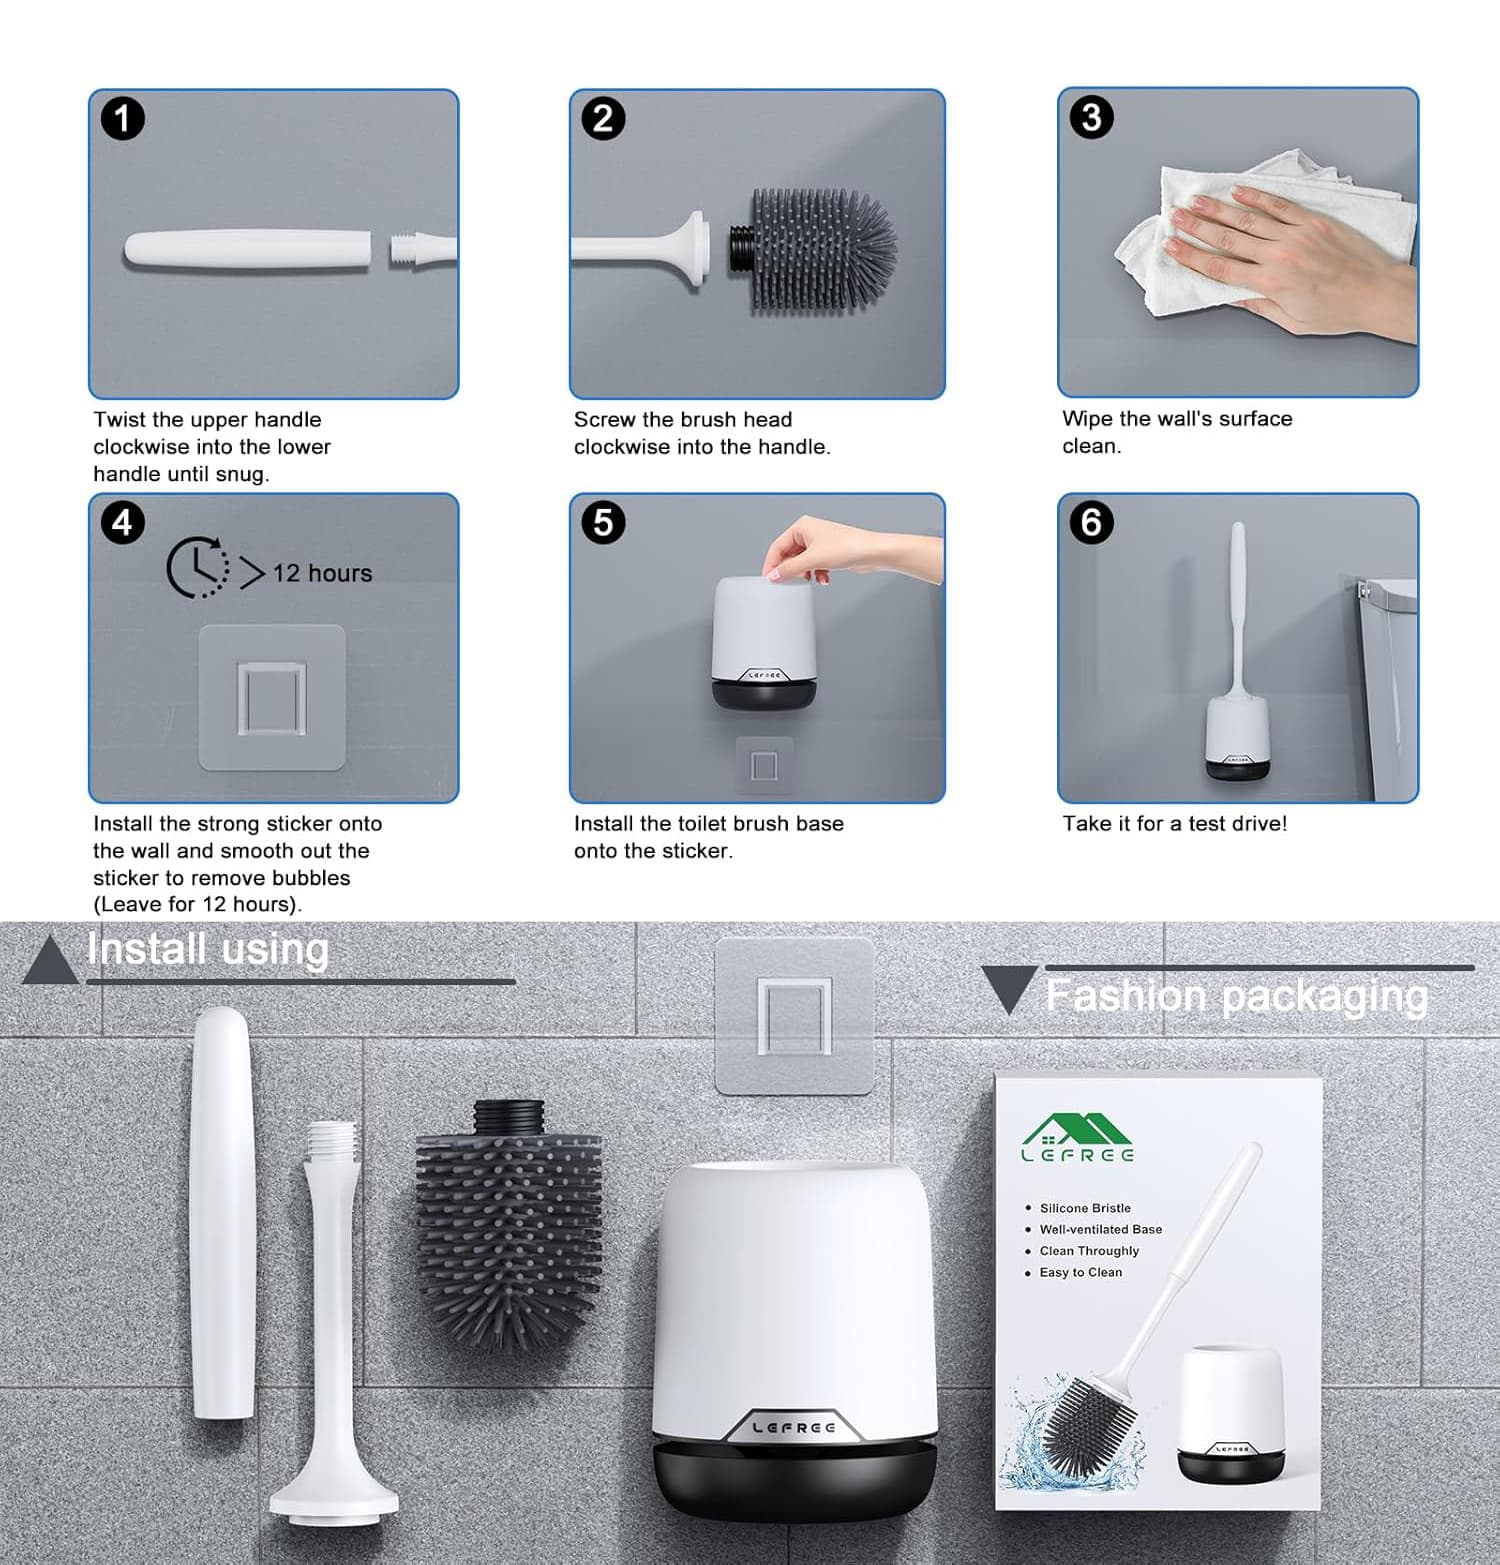 1
2
3
Twist the upper handle
clockwise into the lower
handle until snug.
Screw the brush head
clockwise into the handle.
Wipe the wall's surface
clean.
4
> 12 hours
5
LEFREE
6
LEFREE
Install the strong sticker onto
the wall and smooth out the
sticker to remove bubbles
(Leave for 12 hours).
Install the toilet brush base
onto the sticker.
Take it for a test drive!
Install using
Fashion packaging
LEFREE
• Silicone Bristle
• Well-ventilated Base
• Clean Throughly
• Easy to Clean
LEFREE
LEFREE